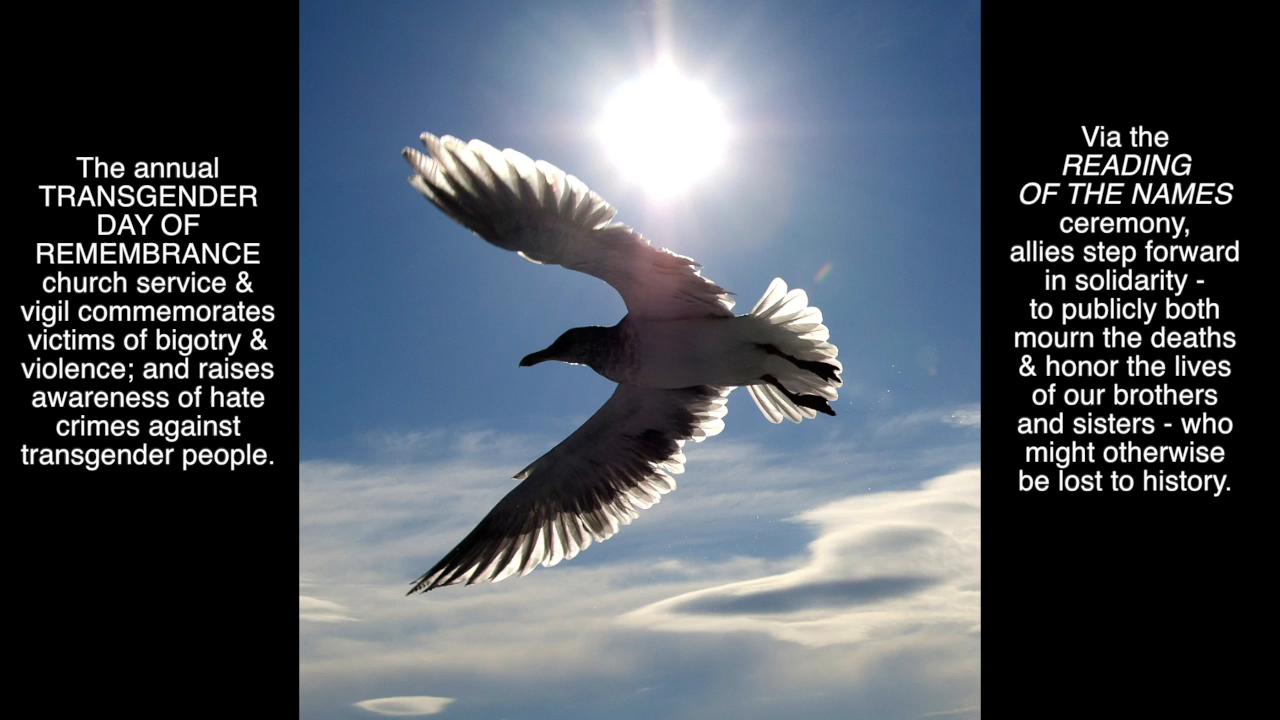 The annual
TRANSGENDER
DAY OF
REMEMBRANCE
church service &
vigil commemorates
victims of bigotry &
violence; and raises
awareness of hate
crimes against
transgender people.
Via the
READING
OF THE NAMES
ceremony,
allies step forward
in solidarity -
to publicly both
mourn the deaths
& honor the lives
of our brothers
and sisters - who
might otherwise
be lost to history.